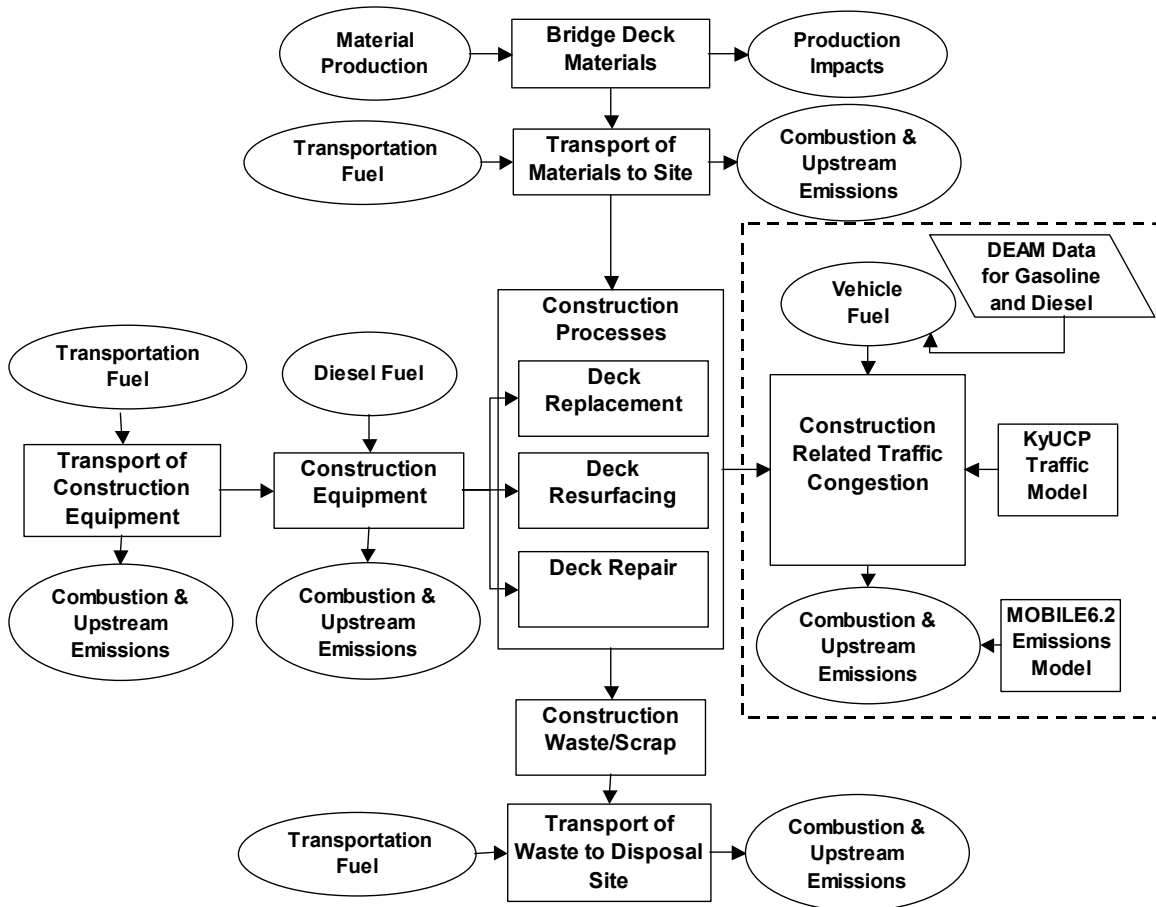 Material
Production
Bridge Deck
Materials
Production
Impacts
Transportation
Fuel
Transport of
Materials to Site
Combustion &
Upstream
Emissions
Construction
Processes
Deck
Replacement
Deck
Resurfacing
Deck Repair
Vehicle
Fuel
DEAM Data
for Gasoline
and Diesel
Construction
Related Traffic
Congestion
KyUCP
Traffic
Model
Combustion &
Upstream
Emissions
MOBILE6.2
Emissions
Model
Transportation
Fuel
Transport of
Construction
Equipment
Combustion &
Upstream
Emissions
Diesel Fuel
Construction
Equipment
Combustion &
Upstream
Emissions
Construction
Waste/Scrap
Transportation
Fuel
Transport of
Waste to Disposal
Site
Combustion &
Upstream
Emissions